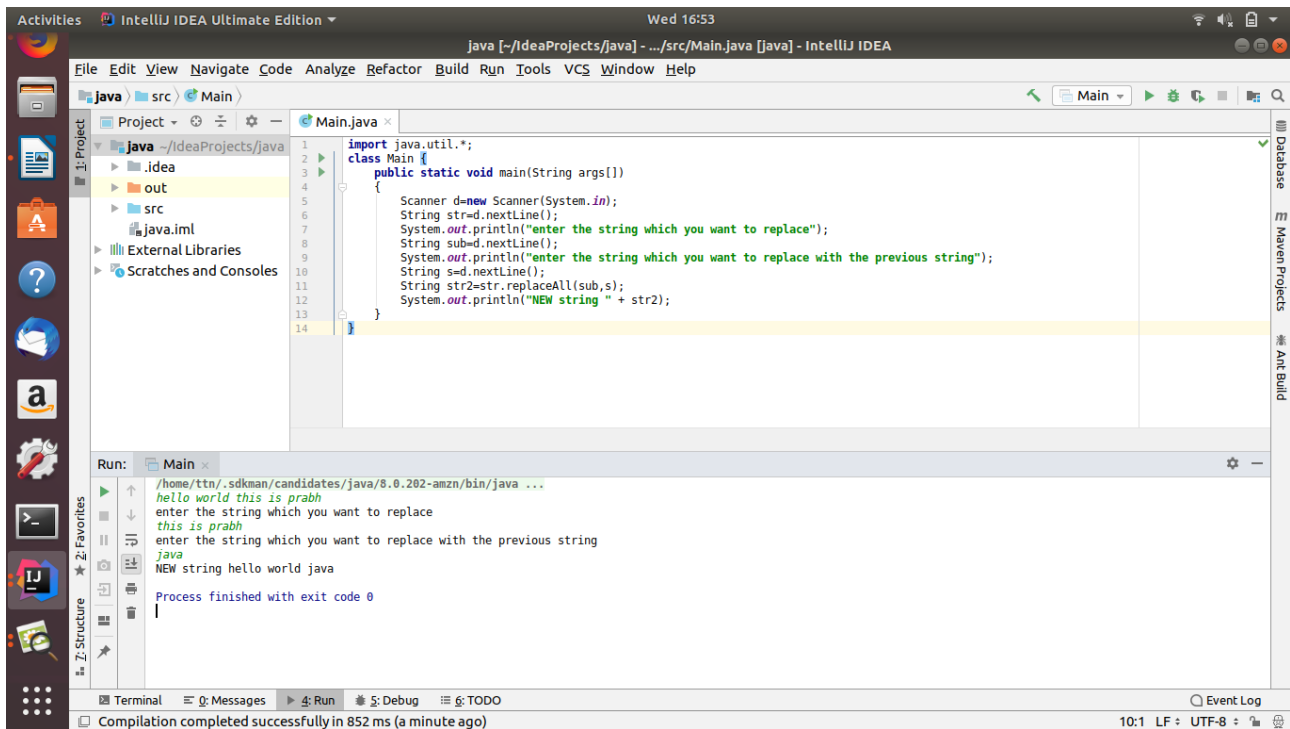 Activities IntelliJ IDEA Ultimate Edition Wed 16:53
java [~/IdeaProjects/java] - .../src/Main.java [java] - IntelliJ IDEA
File Edit View Navigate Code Analyze Refactor Build Run Tools VCS Window Help
java src Main Main
1: Project
Project
Main.java
java ~/IdeaProjects/java
.idea
out
src
java.iml
External Libraries
Scratches and Consoles
1 import java.util.*;
2 class Main {
3 public static void main(String args[])
4 {
5 Scanner d=new Scanner(System.in);
6 String str=d.nextLine();
7 System.out.println("enter the string which you want to replace");
8 String sub=d.nextLine();
9 System.out.println("enter the string which you want to replace with the previous string");
10 String s=d.nextLine();
11 String str2=str.replaceAll(sub,s);
12 System.out.println("NEW string " + str2);
13 }
14 }
Database
Maven Projects
Ant Build
Run: Main
/home/ttn/.sdkman/candidates/java/8.0.202-amzn/bin/java ...
hello world this is prabh
enter the string which you want to replace
this is prabh
enter the string which you want to replace with the previous string
java
NEW string hello world java
Process finished with exit code 0
2: Favorites
7: Structure
Terminal 0: Messages 4: Run 5: Debug 6: TODO Event Log
Compilation completed successfully in 852 ms (a minute ago) 10:1 LF UTF-8